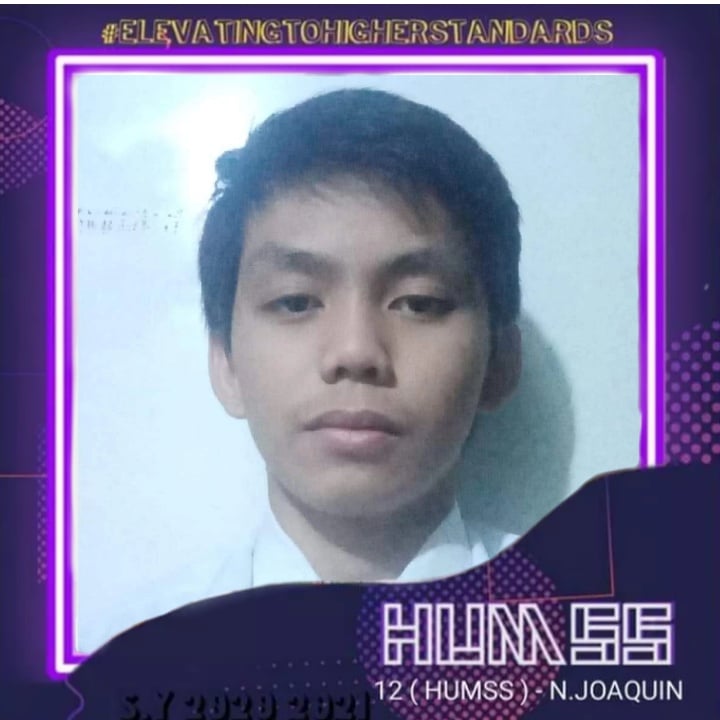 #ELEVATINGTOHIGHERSTANDARDS
HUMSS
12 ( HUMSS ) - N.JOAQUIN
S.Y 2020 2021